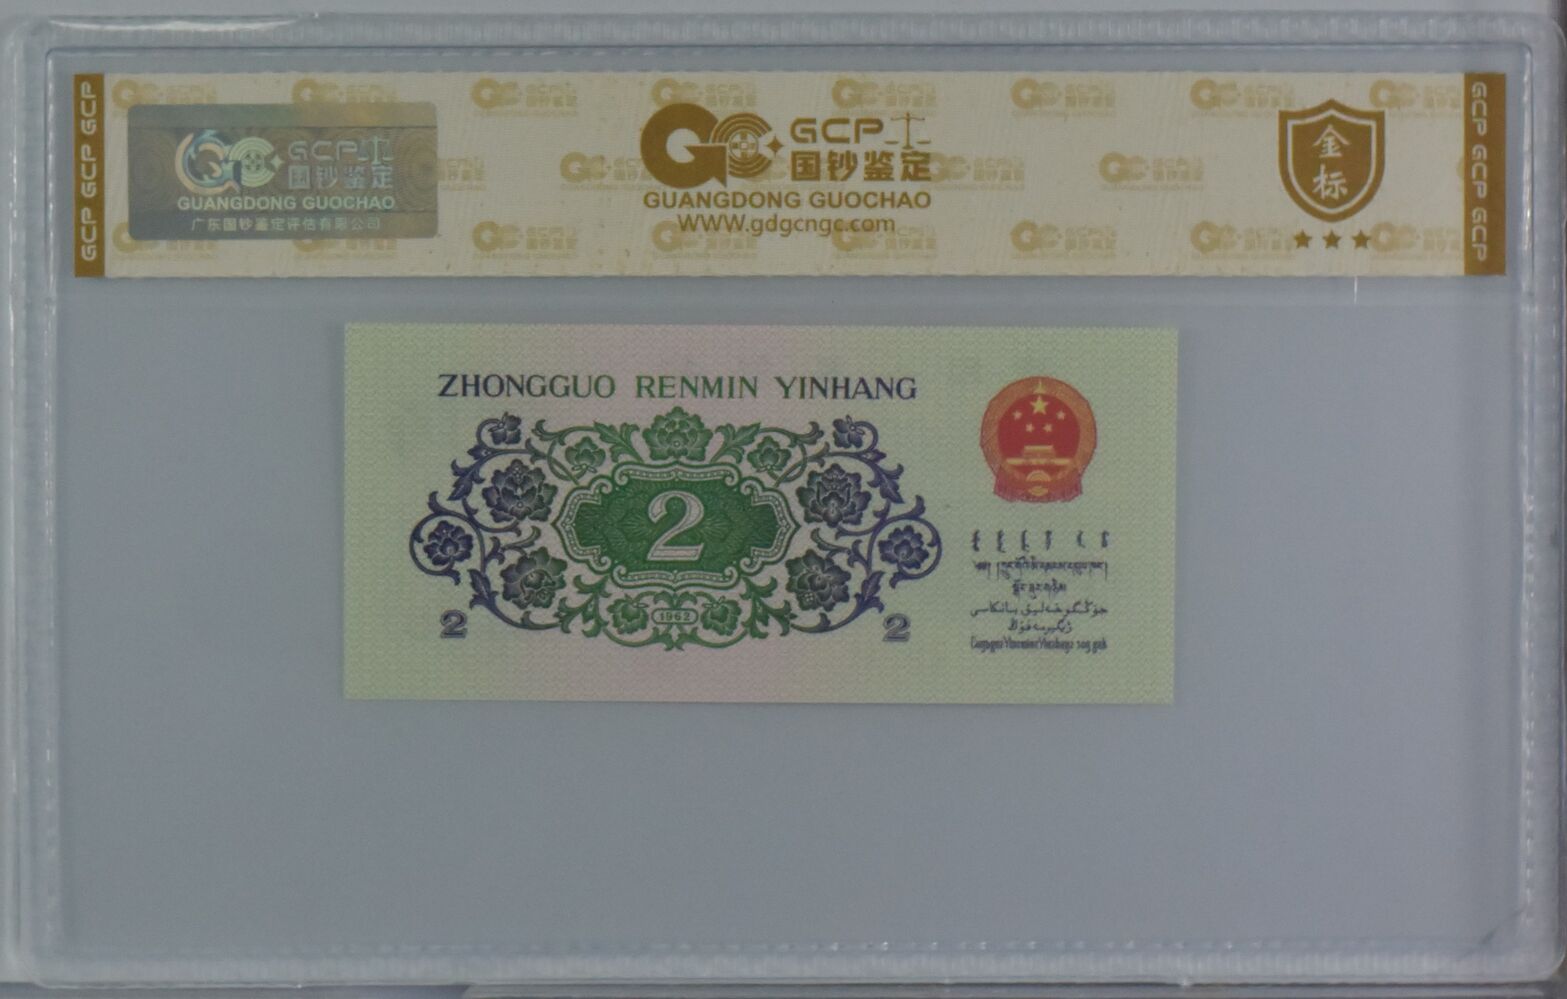 GCP GCP GCP
GCP
国钞鉴定
GUANGDONG GUOCHAO
广东国钞鉴定评估有限公司
GCP
国钞鉴定
GUANGDONG GUOCHAO
WWW.gdgcngc.com
金标
GCP GCP GCP
ZHONGGUO RENMIN YINHANG
2
1962
2
2